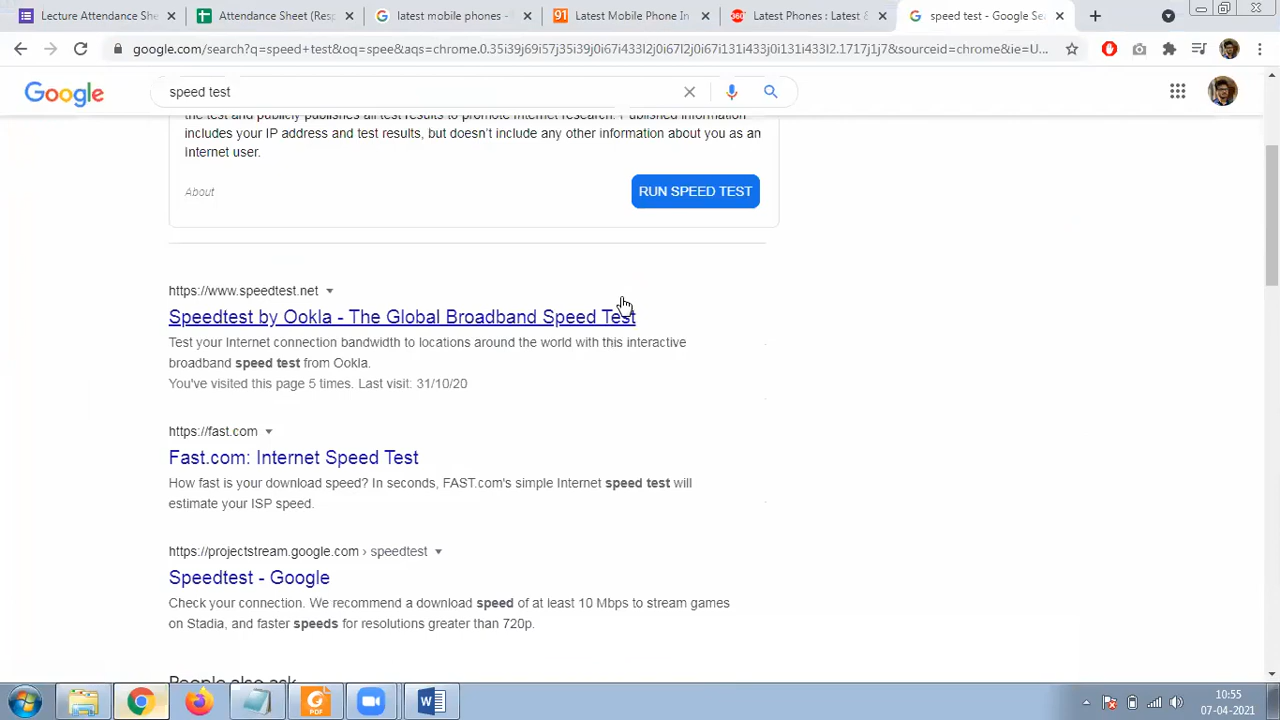 Lecture Attendance She
Attendance Sheet (Resp
latest mobile phones -
Latest Mobile Phone In
Latest Phones : Latest &
speed test - Google Sea
google.com/search?q=speed+test&oq=spee&aqs=chrome.0.35i39j69i57j35i39j0i67i433l2j0i67l2j0i67i131i433j0i131i433l2.1717j1j7&sourceid=chrome&ie=U...
Google
speed test
the test and publicly publishes all test results to promote Internet research. Published information
includes your IP address and test results, but doesn't include any other information about you as an
Internet user.
About
RUN SPEED TEST
https://www.speedtest.net
Speedtest by Ookla - The Global Broadband Speed Test
Test your Internet connection bandwidth to locations around the world with this interactive
broadband speed test from Ookla.
You've visited this page 5 times. Last visit: 31/10/20
https://fast.com
Fast.com: Internet Speed Test
How fast is your download speed? In seconds, FAST.com's simple Internet speed test will
estimate your ISP speed.
https://projectstream.google.com › speedtest
Speedtest - Google
Check your connection. We recommend a download speed of at least 10 Mbps to stream games
on Stadia, and faster speeds for resolutions greater than 720p.
People also ask
10:55
07-04-2021